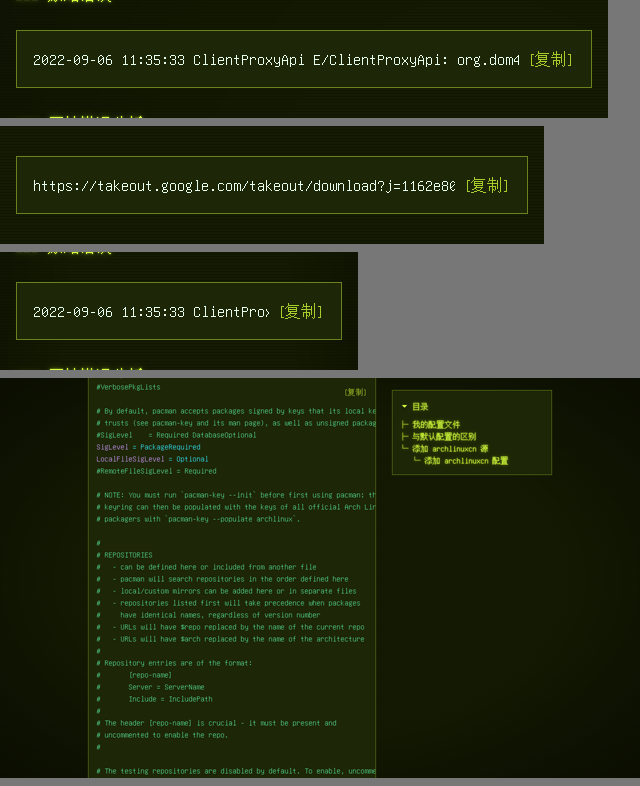 2022-09-06 11:35:33 ClientProxyApi E/ClientProxyApi: org.dom4 [复制]
https://takeout.google.com/takeout/download?j=1162e80 [复制]
2022-09-06 11:35:33 ClientPro [复制]
#VerbosePkgLists
[复制]
# By default, pacman accepts packages signed by keys that its local ke
# trusts (see pacman-key and its man page), as well as unsigned packag
#SigLevel    = Required DatabaseOptional
SigLevel = PackageRequired
LocalFileSigLevel = Optional
#RemoteFileSigLevel = Required
# NOTE: You must run `pacman-key --init` before first using pacman; th
# keyring can then be populated with the keys of all official Arch Lin
# packagers with `pacman-key --populate archlinux`.
#
# REPOSITORIES
#   - can be defined here or included from another file
#   - pacman will search repositories in the order defined here
#   - local/custom mirrors can be added here or in separate files
#   - repositories listed first will take precedence when packages
#     have identical names, regardless of version number
#   - URLs will have $repo replaced by the name of the current repo
#   - URLs will have $arch replaced by the name of the architecture
#
# Repository entries are of the format:
#       [repo-name]
#       Server = ServerName
#       Include = IncludePath
#
# The header [repo-name] is crucial - it must be present and
# uncommented to enable the repo.
#
# The testing repositories are disabled by default. To enable, uncomme
▼ 目录
├─ 我的配置文件
├─ 与默认配置的区别
└─ 添加 archlinuxcn 源
└─ 添加 archlinuxcn 配置